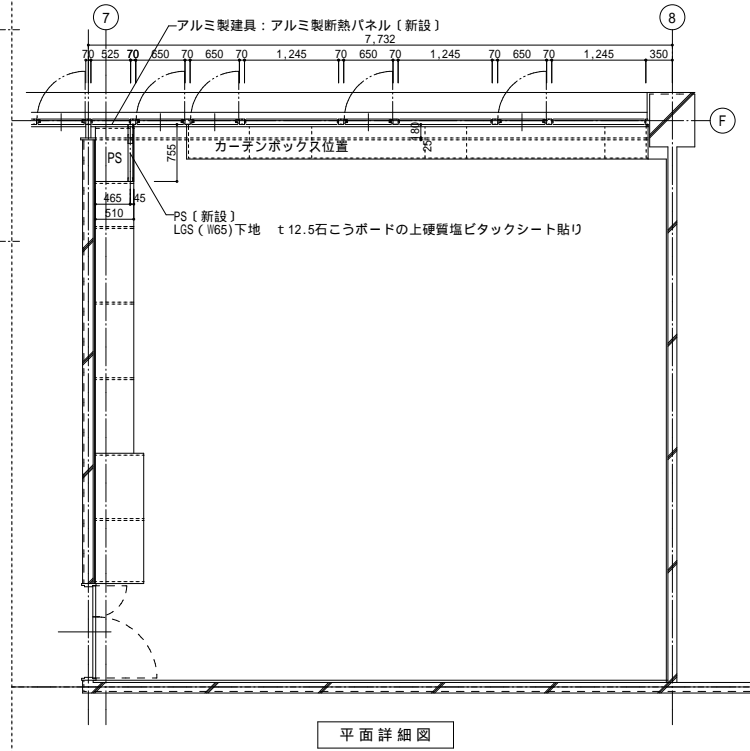 7
8
アルミ製建具：アルミ製断熱パネル〔新設〕
7,732
70 525 70 650 70 650 70 1,245 70 650 70 1,245 70 650 70 1,245 350
F
カーテンボックス位置
180
25
PS
755
465 45
510
PS〔新設〕
LGS（W65)下地　ｔ12.5石こうボードの上硬質塩ビタックシート貼り
平面詳細図